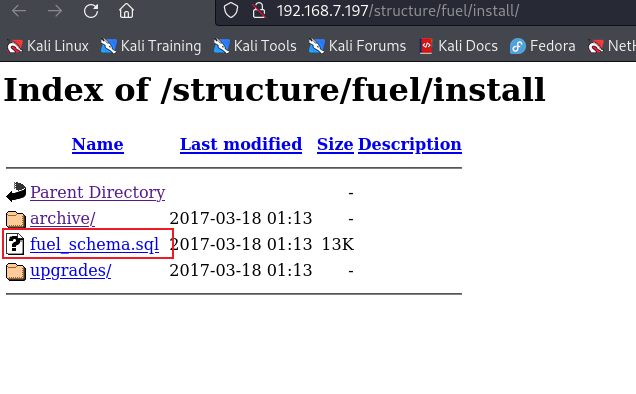 192.168.7.197/structure/fuel/install/
Kali Linux Kali Training Kali Tools Kali Forums Kali Docs Fedora
Index of /structure/fuel/install
Name Last modified Size Description
Parent Directory -
archive/ 2017-03-18 01:13 -
fuel_schema.sql 2017-03-18 01:13 13K
upgrades/ 2017-03-18 01:13 -